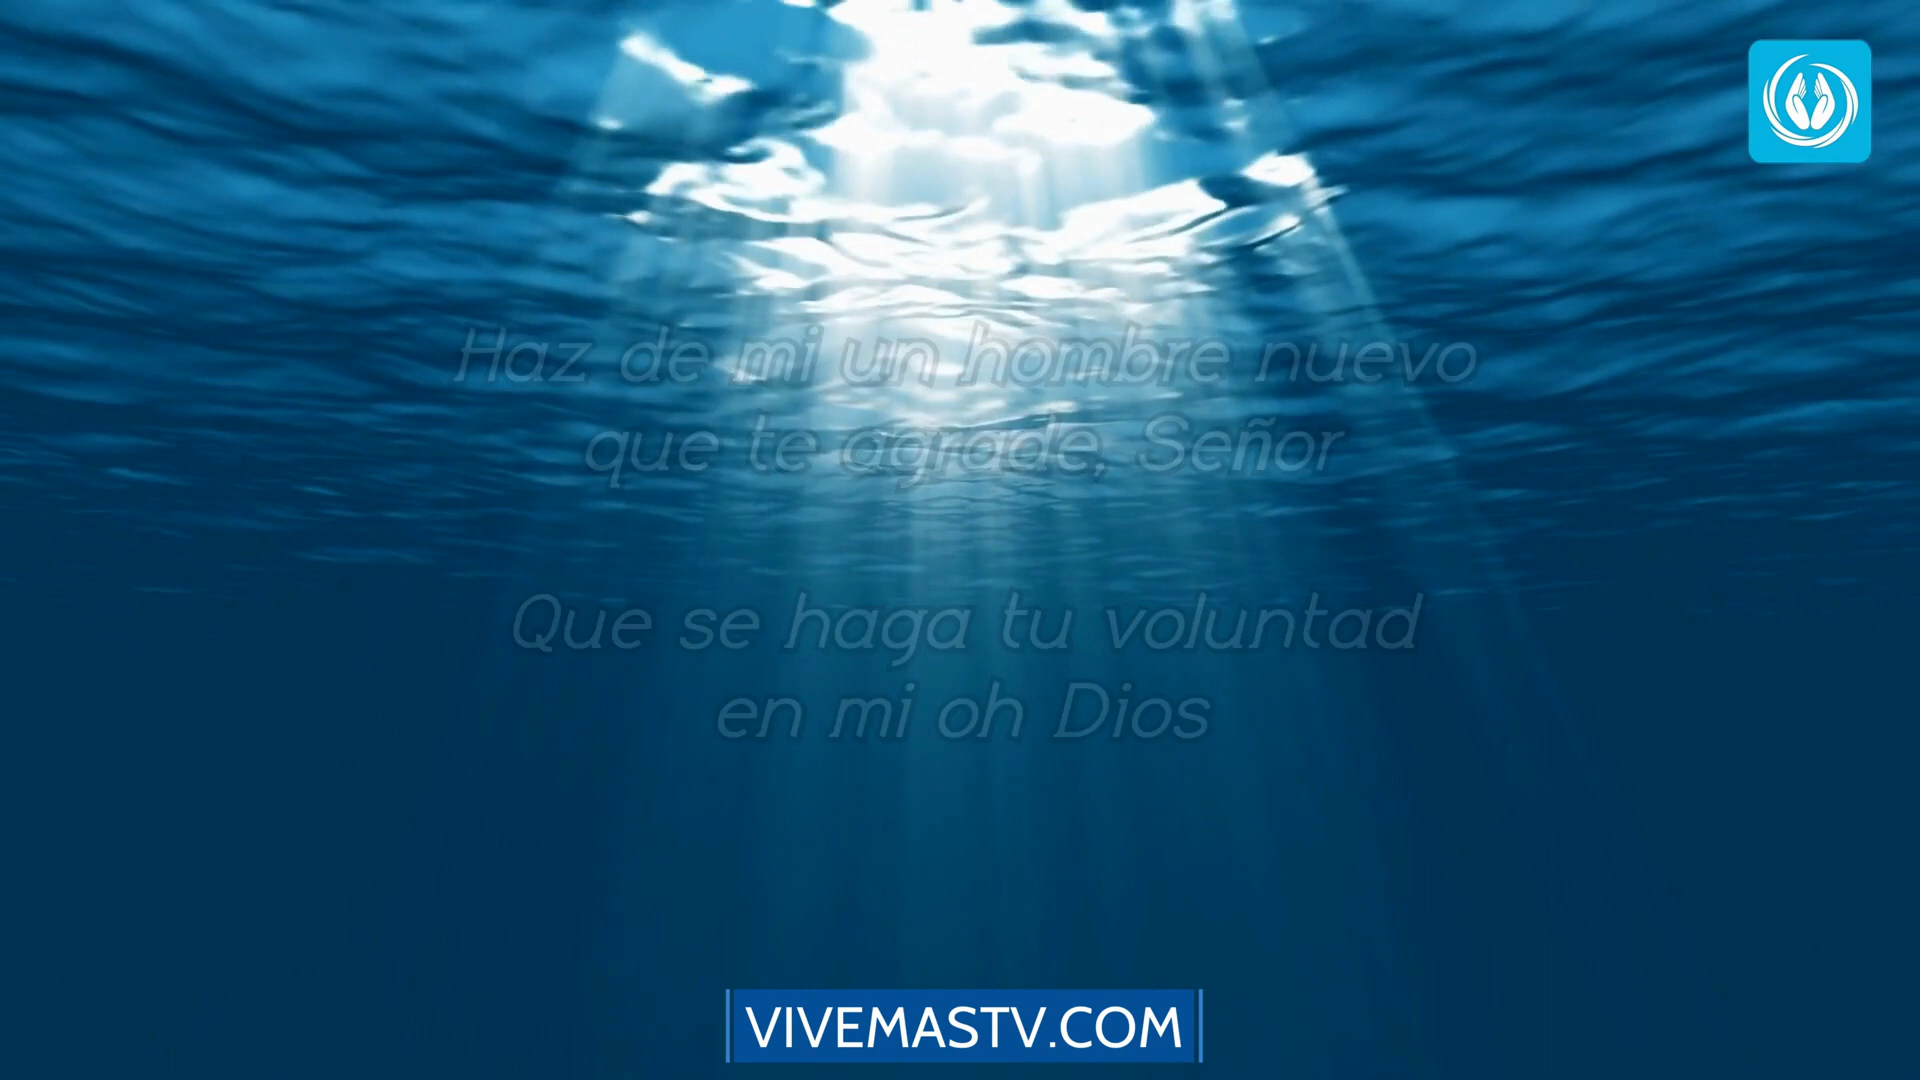 Haz de mi un hombre nuevo
que te agrade, Señor
Que se haga tu voluntad
en mi oh Dios
VIVEMASTV.COM